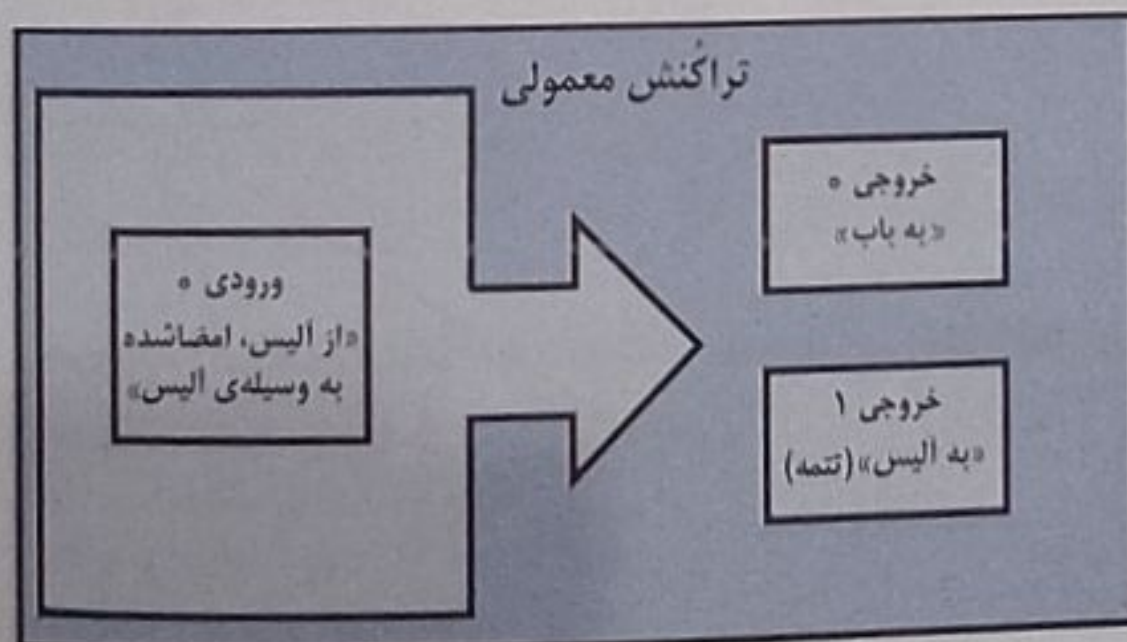 تراکُنش معمولی
خروجی ۰
«به باب»
ورودی ۰
«از آلیس، امضاشده
به وسیله‌ی آلیس»
خروجی ۱
«به آلیس»(تتمه)